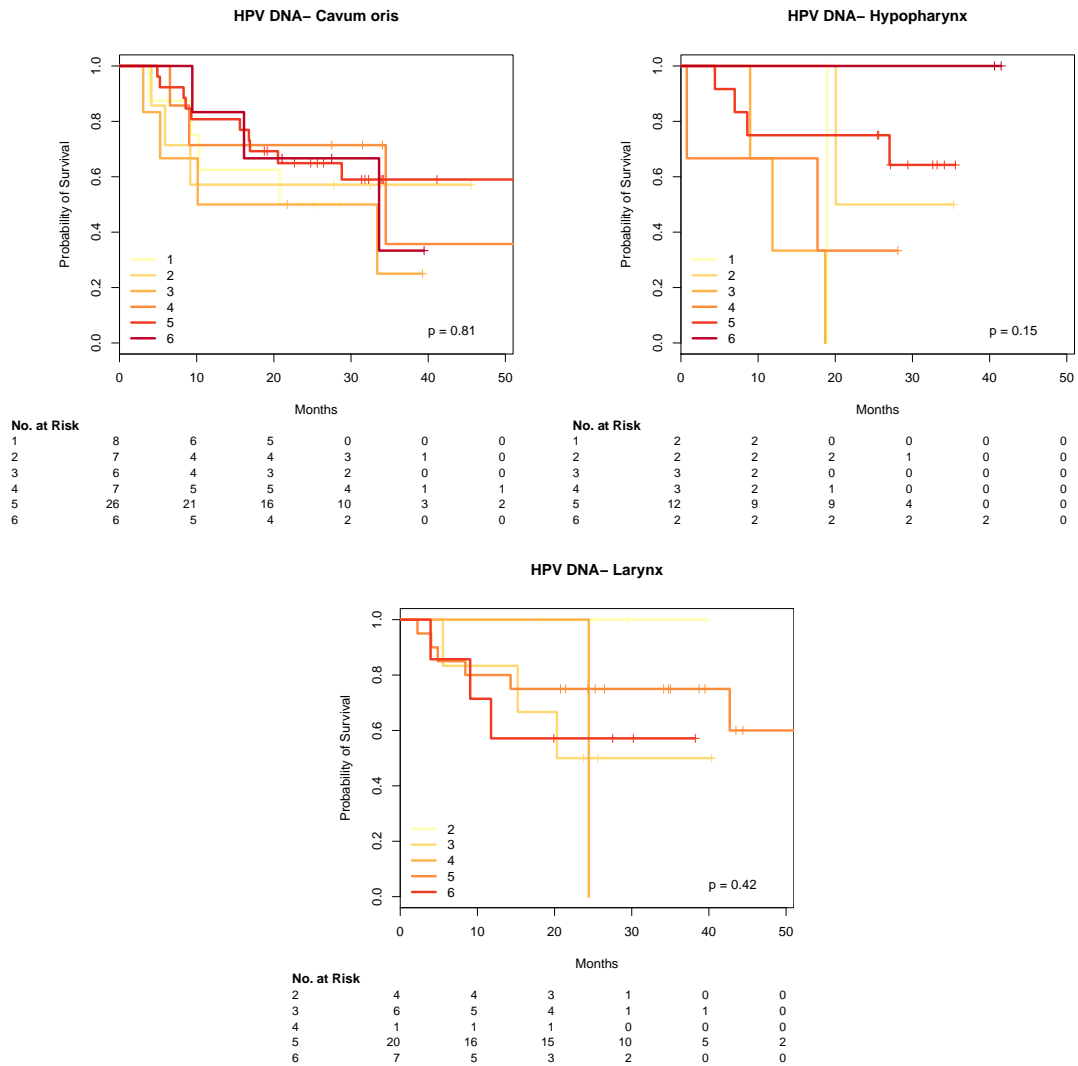 HPV DNA− Cavum oris
Probability of Survival
1.0
0.8
0.6
0.4
0.2
0.0
1
2
3
4
5
6
p = 0.81
0 10 20 30 40 50
Months
No. at Risk
1 8 6 5 0 0 0
2 7 4 4 3 1 0
3 6 4 3 2 0 0
4 7 5 5 4 1 1
5 26 21 16 10 3 2
6 6 5 4 2 0 0
HPV DNA− Hypopharynx
Probability of Survival
1.0
0.8
0.6
0.4
0.2
0.0
1
2
3
4
5
6
p = 0.15
0 10 20 30 40 50
Months
No. at Risk
1 2 2 0 0 0 0
2 2 2 2 1 0 0
3 3 2 0 0 0 0
4 3 2 1 0 0 0
5 12 9 9 4 0 0
6 2 2 2 2 2 0
HPV DNA− Larynx
Probability of Survival
1.0
0.8
0.6
0.4
0.2
0.0
2
3
4
5
6
p = 0.42
0 10 20 30 40 50
Months
No. at Risk
2 4 4 3 1 0 0
3 6 5 4 1 1 0
4 1 1 1 0 0 0
5 20 16 15 10 5 2
6 7 5 3 2 0 0